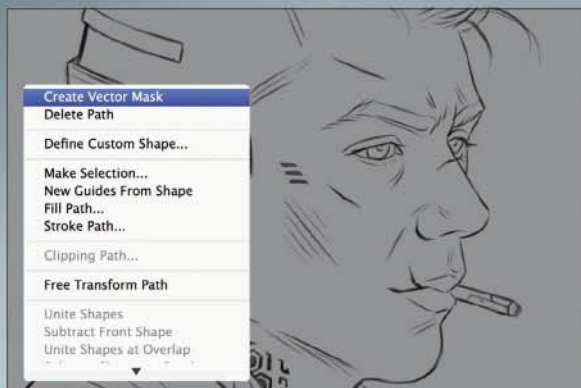 Create Vector Mask
Delete Path
Define Custom Shape...
Make Selection...
New Guides From Shape
Fill Path...
Stroke Path...
Clipping Path...
Free Transform Path
Unite Shapes
Subtract Front Shape
Unite Shapes at Overlap